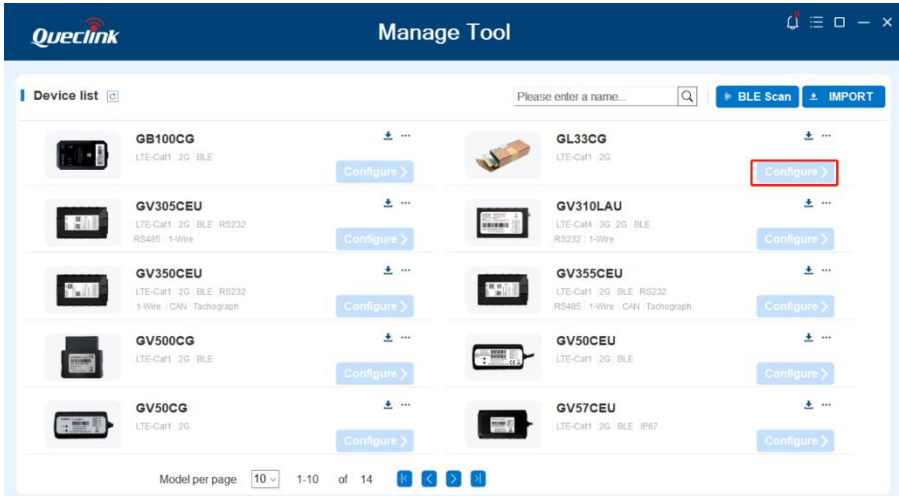 Queclink
Manage Tool
Device list
Please enter a name...
BLE Scan
IMPORT
GB100CG
LTE-Cat1 2G BLE
Configure
GL33CG
LTE-Cat1 2G
Configure
GV305CEU
LTE-Cat1 2G BLE RS232
RS485 1-Wire
Configure
GV310LAU
LTE-Cat4 3G 2G BLE
RS232 1-Wire
Configure
GV350CEU
LTE-Cat1 2G BLE RS232
1-Wire CAN Tachograph
Configure
GV355CEU
LTE-Cat1 2G BLE RS232
RS485 1-Wire CAN Tachograph
Configure
GV500CG
LTE-Cat1 2G BLE
Configure
GV50CEU
LTE-Cat1 2G BLE
Configure
GV50CG
LTE-Cat1 2G
Configure
GV57CEU
LTE-Cat1 2G BLE IP67
Configure
Model per page 10 1-10 of 14